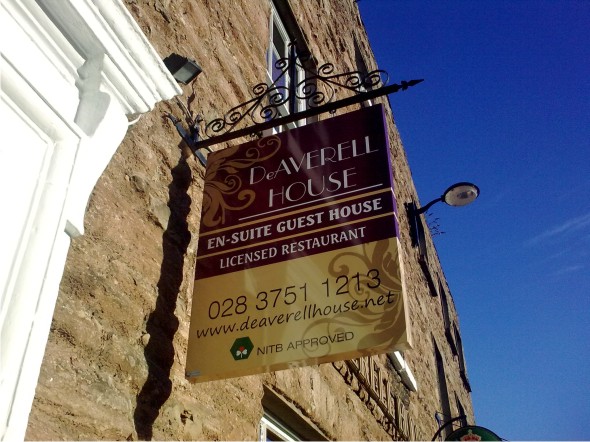 DeAVERELL
HOUSE
EN-SUITE GUEST HOUSE
LICENSED RESTAURANT
028 3751 1213
www.deaverellhouse.net
NITB APPROVED